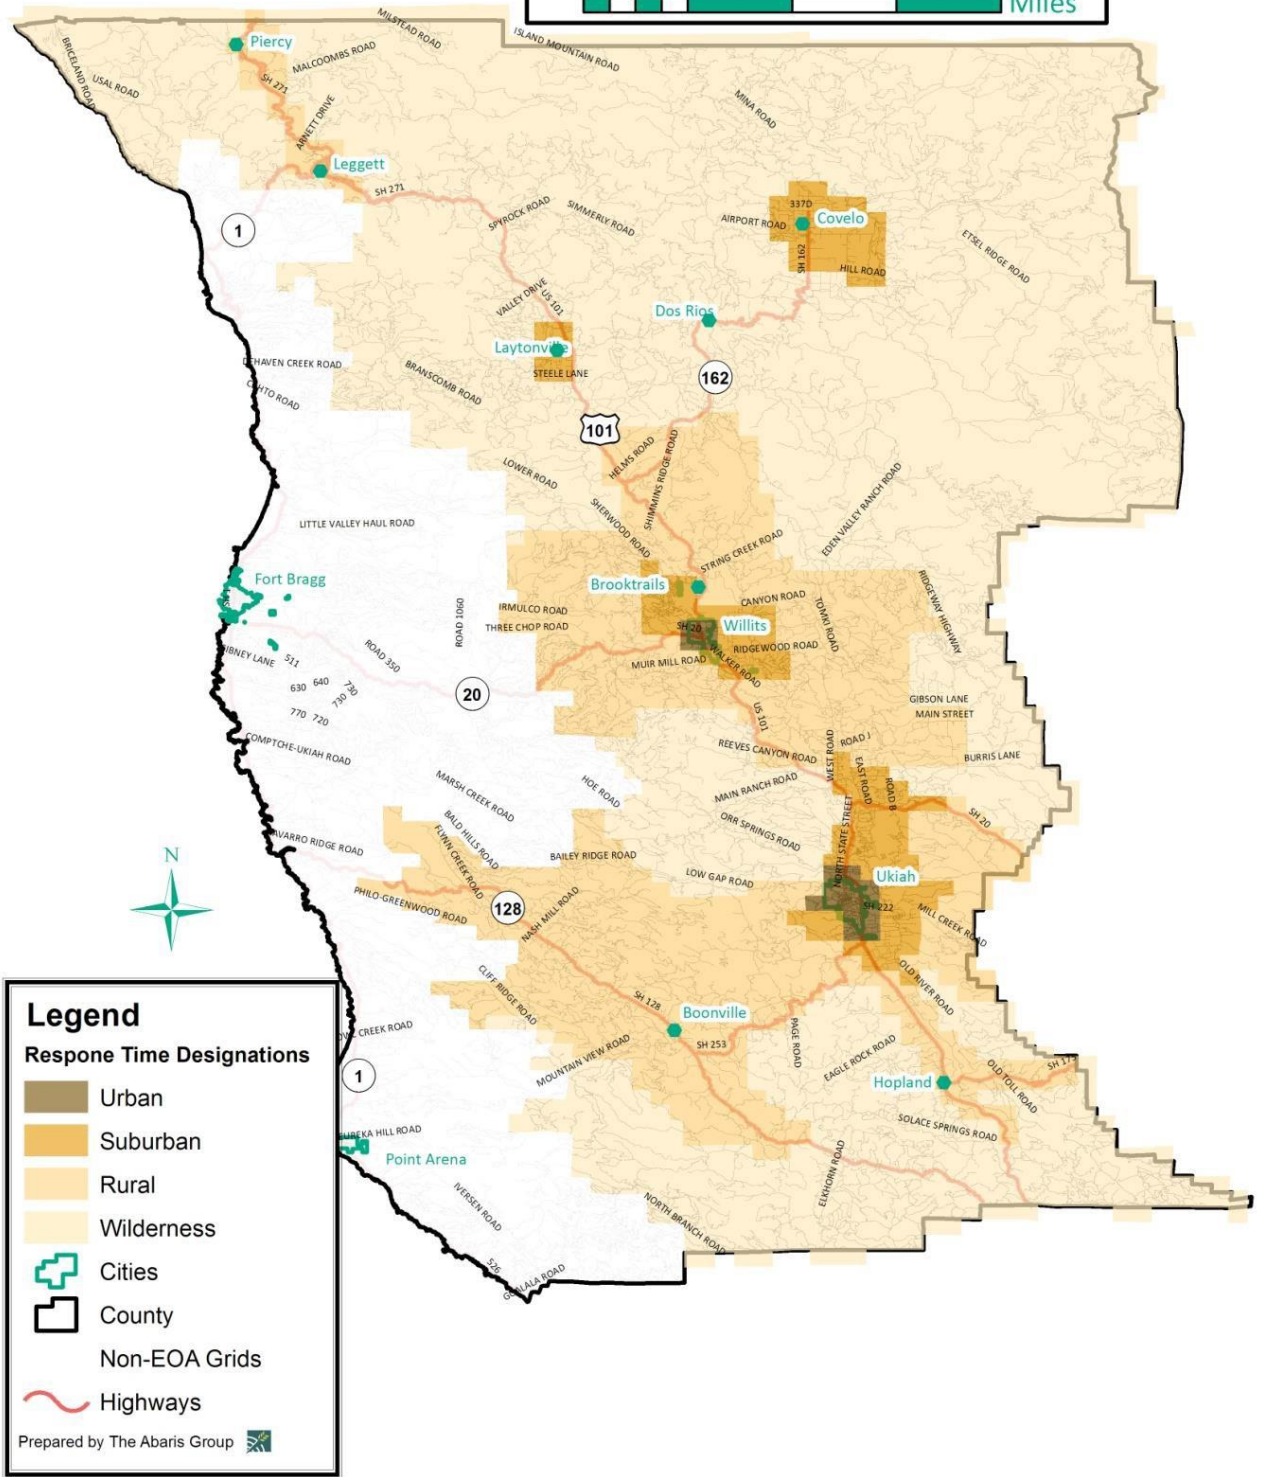 Miles
MILSTEAD ROAD
ISLAND MOUNTAIN ROAD
Piercy
BRICELAND ROAD
MALCOOMBS ROAD
USAL ROAD
SH 271
MINA ROAD
ARNETT DRIVE
Leggett
SH 271
337D
SPYROCK ROAD
SIMMERLY ROAD
AIRPORT ROAD
Covelo
1
ETSEL RIDGE ROAD
SH 162
HILL ROAD
VALLEY DRIVE
US 101
Dos Rios
Laytonville
DEHAVEN CREEK ROAD
STEELE LANE
BRANSCOMB ROAD
162
101
HELMS ROAD
SHIMMINS RIDGE ROAD
LOWER ROAD
EDEN VALLEY RANCH ROAD
SHERWOOD ROAD
LITTLE VALLEY HAUL ROAD
STRING CREEK ROAD
Fort Bragg
Brooktrails
RIDGEWAY HIGHWAY
CANYON ROAD
TOMKI ROAD
IRMULCO ROAD
ROAD 1060
THREE CHOP ROAD
SH 20
Willits
WALKER ROAD
RIDGEWOOD ROAD
MUIR MILL ROAD
ROAD 350
511
630
640
730
730
20
770
720
GIBSON LANE
MAIN STREET
US 101
COMPTCHE-UKIAH ROAD
REEVES CANYON ROAD
WEST ROAD
ROAD J
EAST ROAD
BURRIS LANE
ROAD B
MARSH CREEK ROAD
HOE ROAD
MAIN RANCH ROAD
ORR SPRINGS ROAD
NORTH STATE STREET
SH 20
BALD HILLS ROAD
FLYNN CREEK ROAD
AVARRO RIDGE ROAD
BAILEY RIDGE ROAD
LOW GAP ROAD
Ukiah
N
PHILO-GREENWOOD ROAD
128
NASH MILL ROAD
SH 222
MILL CREEK ROAD
CLIFF RIDGE ROAD
OLD RIVER ROAD
SH 128
Boonville
PAGE ROAD
SH 253
MOUNTAIN VIEW ROAD
EAGLE ROCK ROAD
Hopland
OLD TOLL ROAD
SH 175
SOLACE SPRINGS ROAD
CREEK ROAD
1
EUREKA HILL ROAD
Point Arena
IVERSEN ROAD
ELKHORN ROAD
NORTH BRANCH ROAD
526
GUALALA ROAD
Legend
Respone Time Designations
Urban
Suburban
Rural
Wilderness
Cities
County
Non-EOA Grids
Highways
Prepared by The Abaris Group